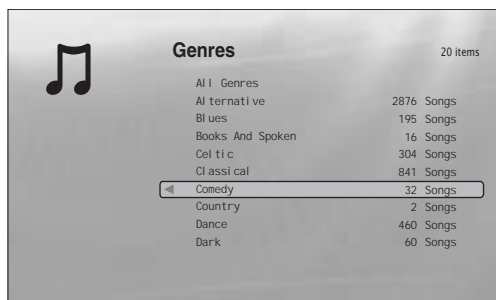 Genres 20 items
All Genres
Alternative 2876 Songs
Blues 195 Songs
Books And Spoken 16 Songs
Celtic 304 Songs
Classical 841 Songs
Comedy 32 Songs
Country 2 Songs
Dance 460 Songs
Dark 60 Songs